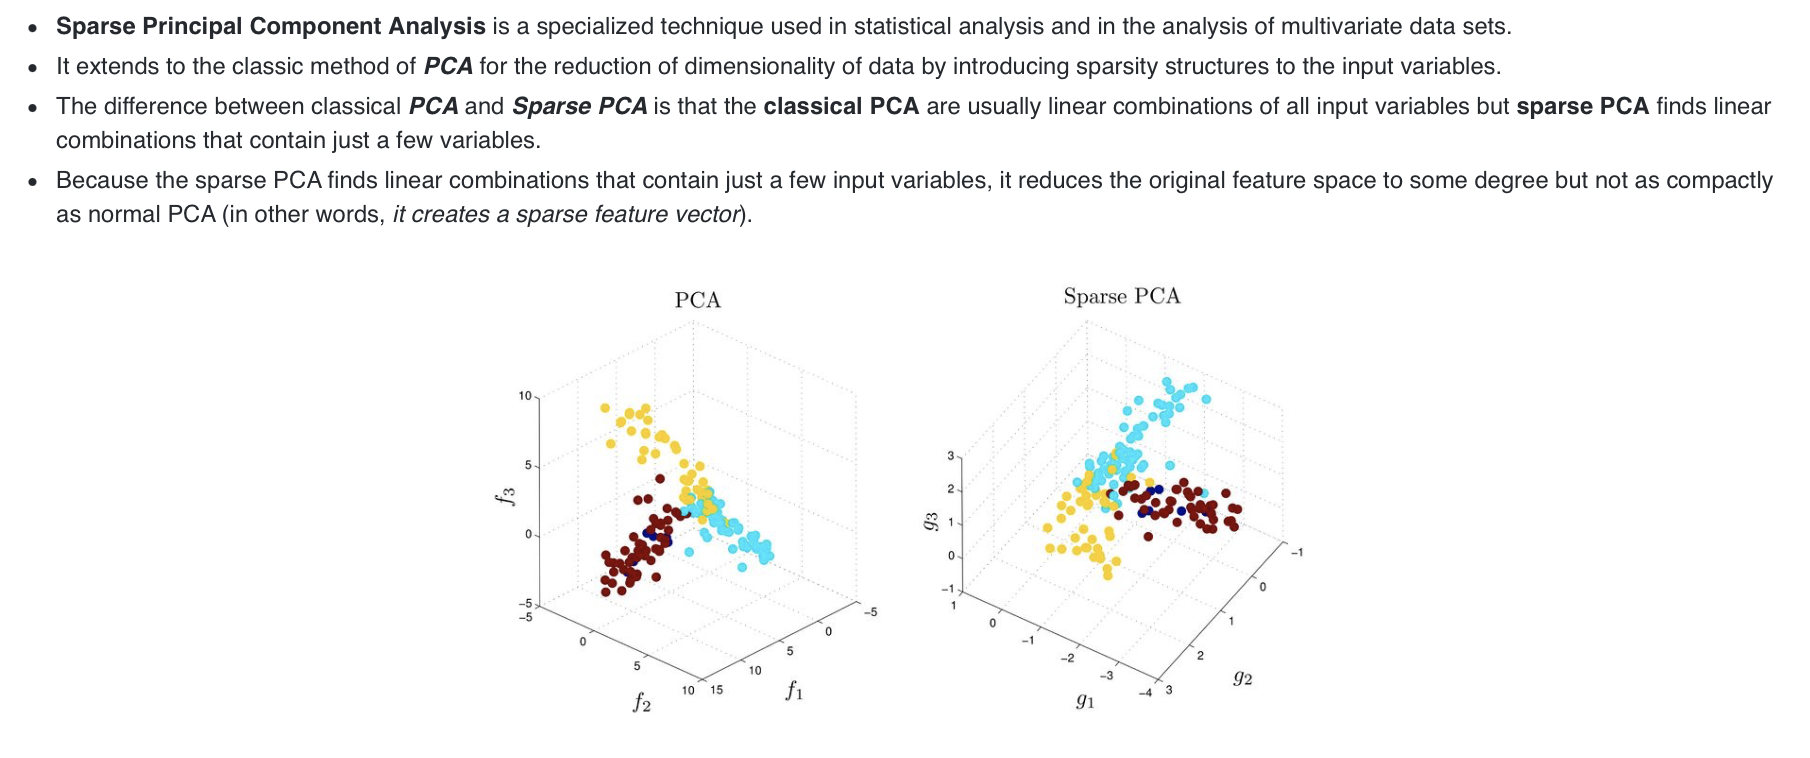 • Sparse Principal Component Analysis is a specialized technique used in statistical analysis and in the analysis of multivariate data sets.
• It extends to the classic method of PCA for the reduction of dimensionality of data by introducing sparsity structures to the input variables.
• The difference between classical PCA and Sparse PCA is that the classical PCA are usually linear combinations of all input variables but sparse PCA finds linear
combinations that contain just a few variables.
• Because the sparse PCA finds linear combinations that contain just a few input variables, it reduces the original feature space to some degree but not as compactly
as normal PCA (in other words, it creates a sparse feature vector).
PCA
10
5
0
−5
f3
−5
0
5
10
f2
15
10
5
0
−5
f1
Sparse PCA
3
2
1
0
−1
g3
1
0
−1
−2
−3
−4
g1
3
2
1
0
−1
g2